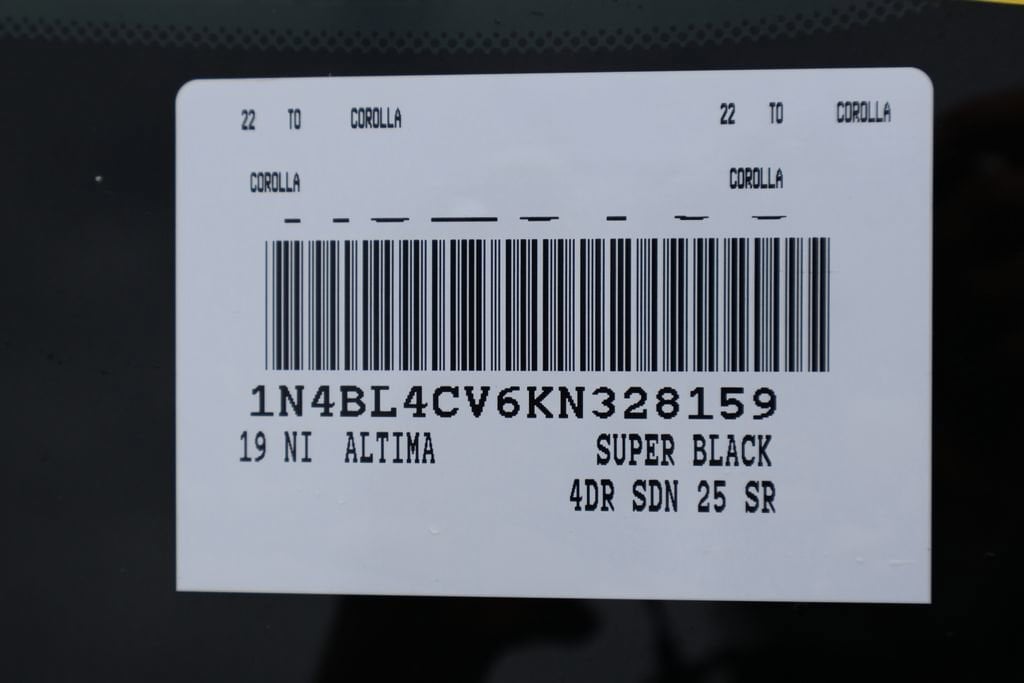 22 TO COROLLA 22 TO COROLLA
COROLLA COROLLA
1N4BL4CV6KN328159
19 NI ALTIMA SUPER BLACK
4DR SDN 25 SR